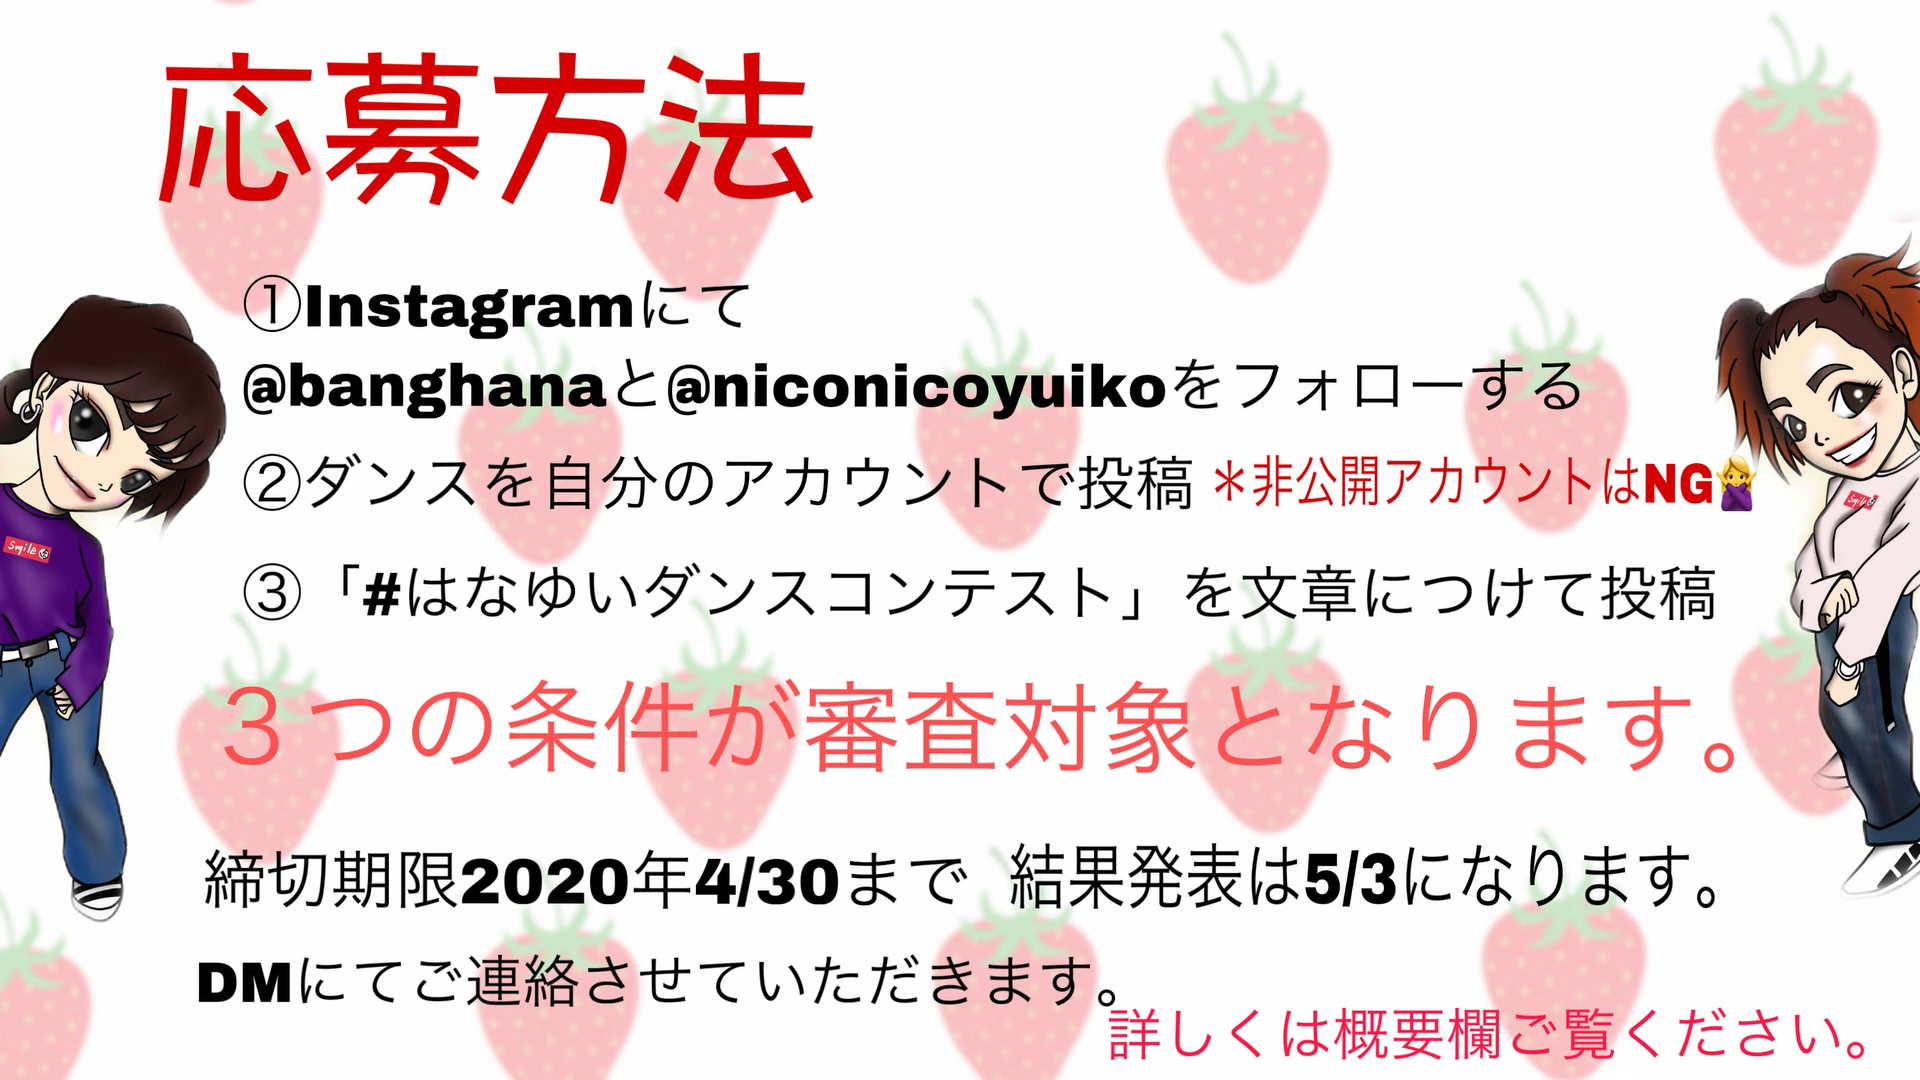 応募方法
①Instagramにて
@banghanaと@niconicoyuikoをフォローする
②ダンスを自分のアカウントで投稿 ＊非公開アカウントはNG🙅‍♀️
③「#はなゆいダンスコンテスト」を文章につけて投稿
３つの条件が審査対象となります。
締切期限2020年4/30まで 結果発表は5/3になります。
DMにてご連絡させていただきます。
詳しくは概要欄ご覧ください。
Smile
Smile